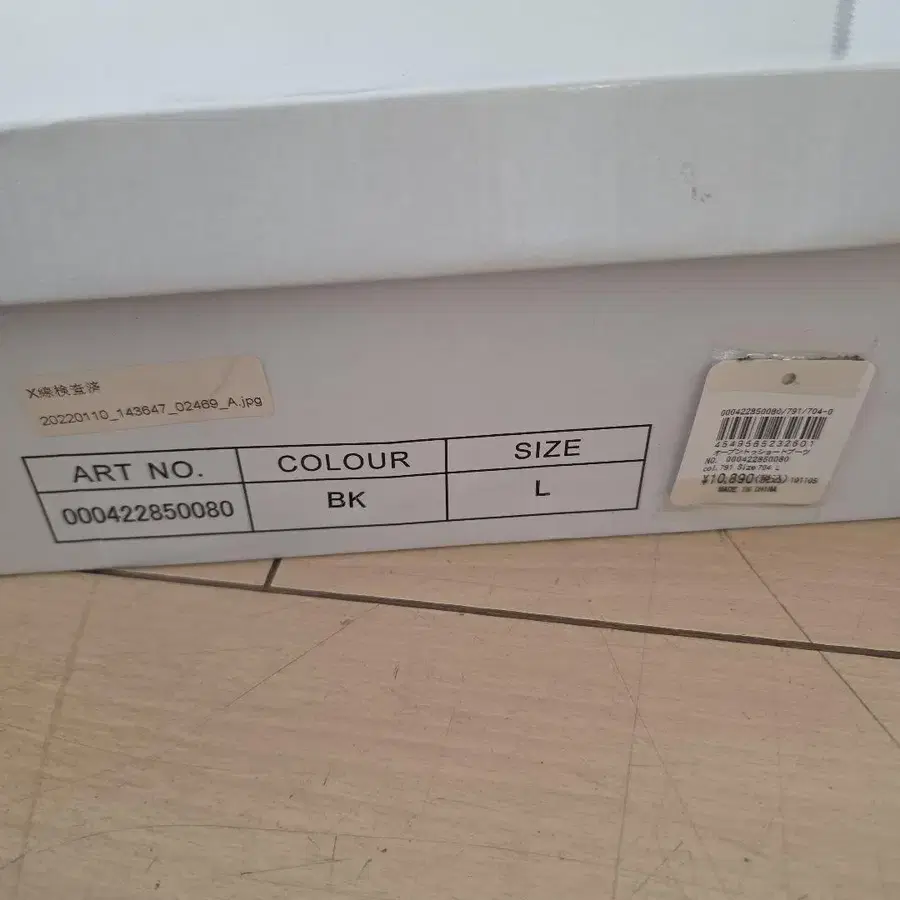 X線検査済
20220110_143647_02469_A.jpg
ART NO. COLOUR SIZE
000422850080 BK L
000422850080/791/704-0
4549565232601
オープントゥショートブーツ
NO. 000422850080
col.791 Size 704 L
¥10,890(税込) 191105
MADE IN CHINA